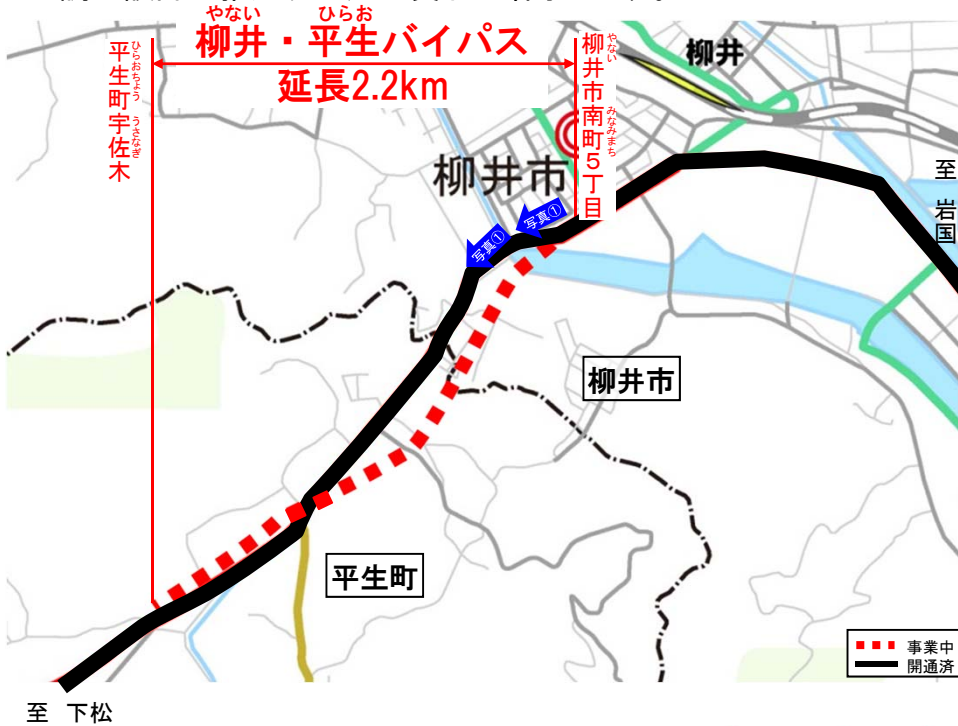 やない ひらお
柳井・平生バイパス
延長2.2km
平生町宇佐木
ひらおちょう うさなぎ
柳井市南町5丁目
やない みなみまち
柳井
柳井市
写真①
写真①
至 岩国
柳井市
平生町
事業中
開通済
至 下松